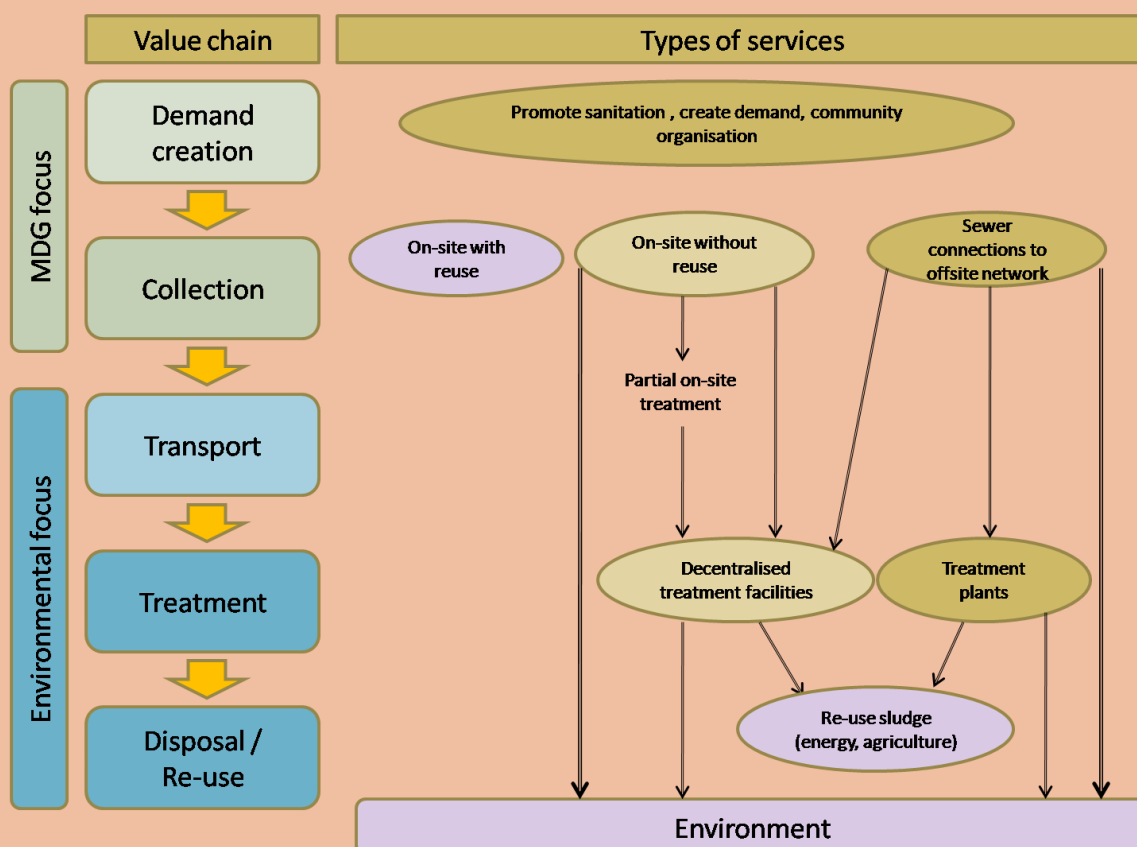 Value chain
Types of services
MDG focus
Demand
creation
Promote sanitation , create demand, community
organisation
Collection
On-site with
reuse
On-site without
reuse
Sewer
connections to
offsite network
Environmental focus
Transport
Partial on-site
treatment
Treatment
Decentralised
treatment facilities
Treatment
plants
Disposal /
Re-use
Re-use sludge
(energy, agriculture)
Environment